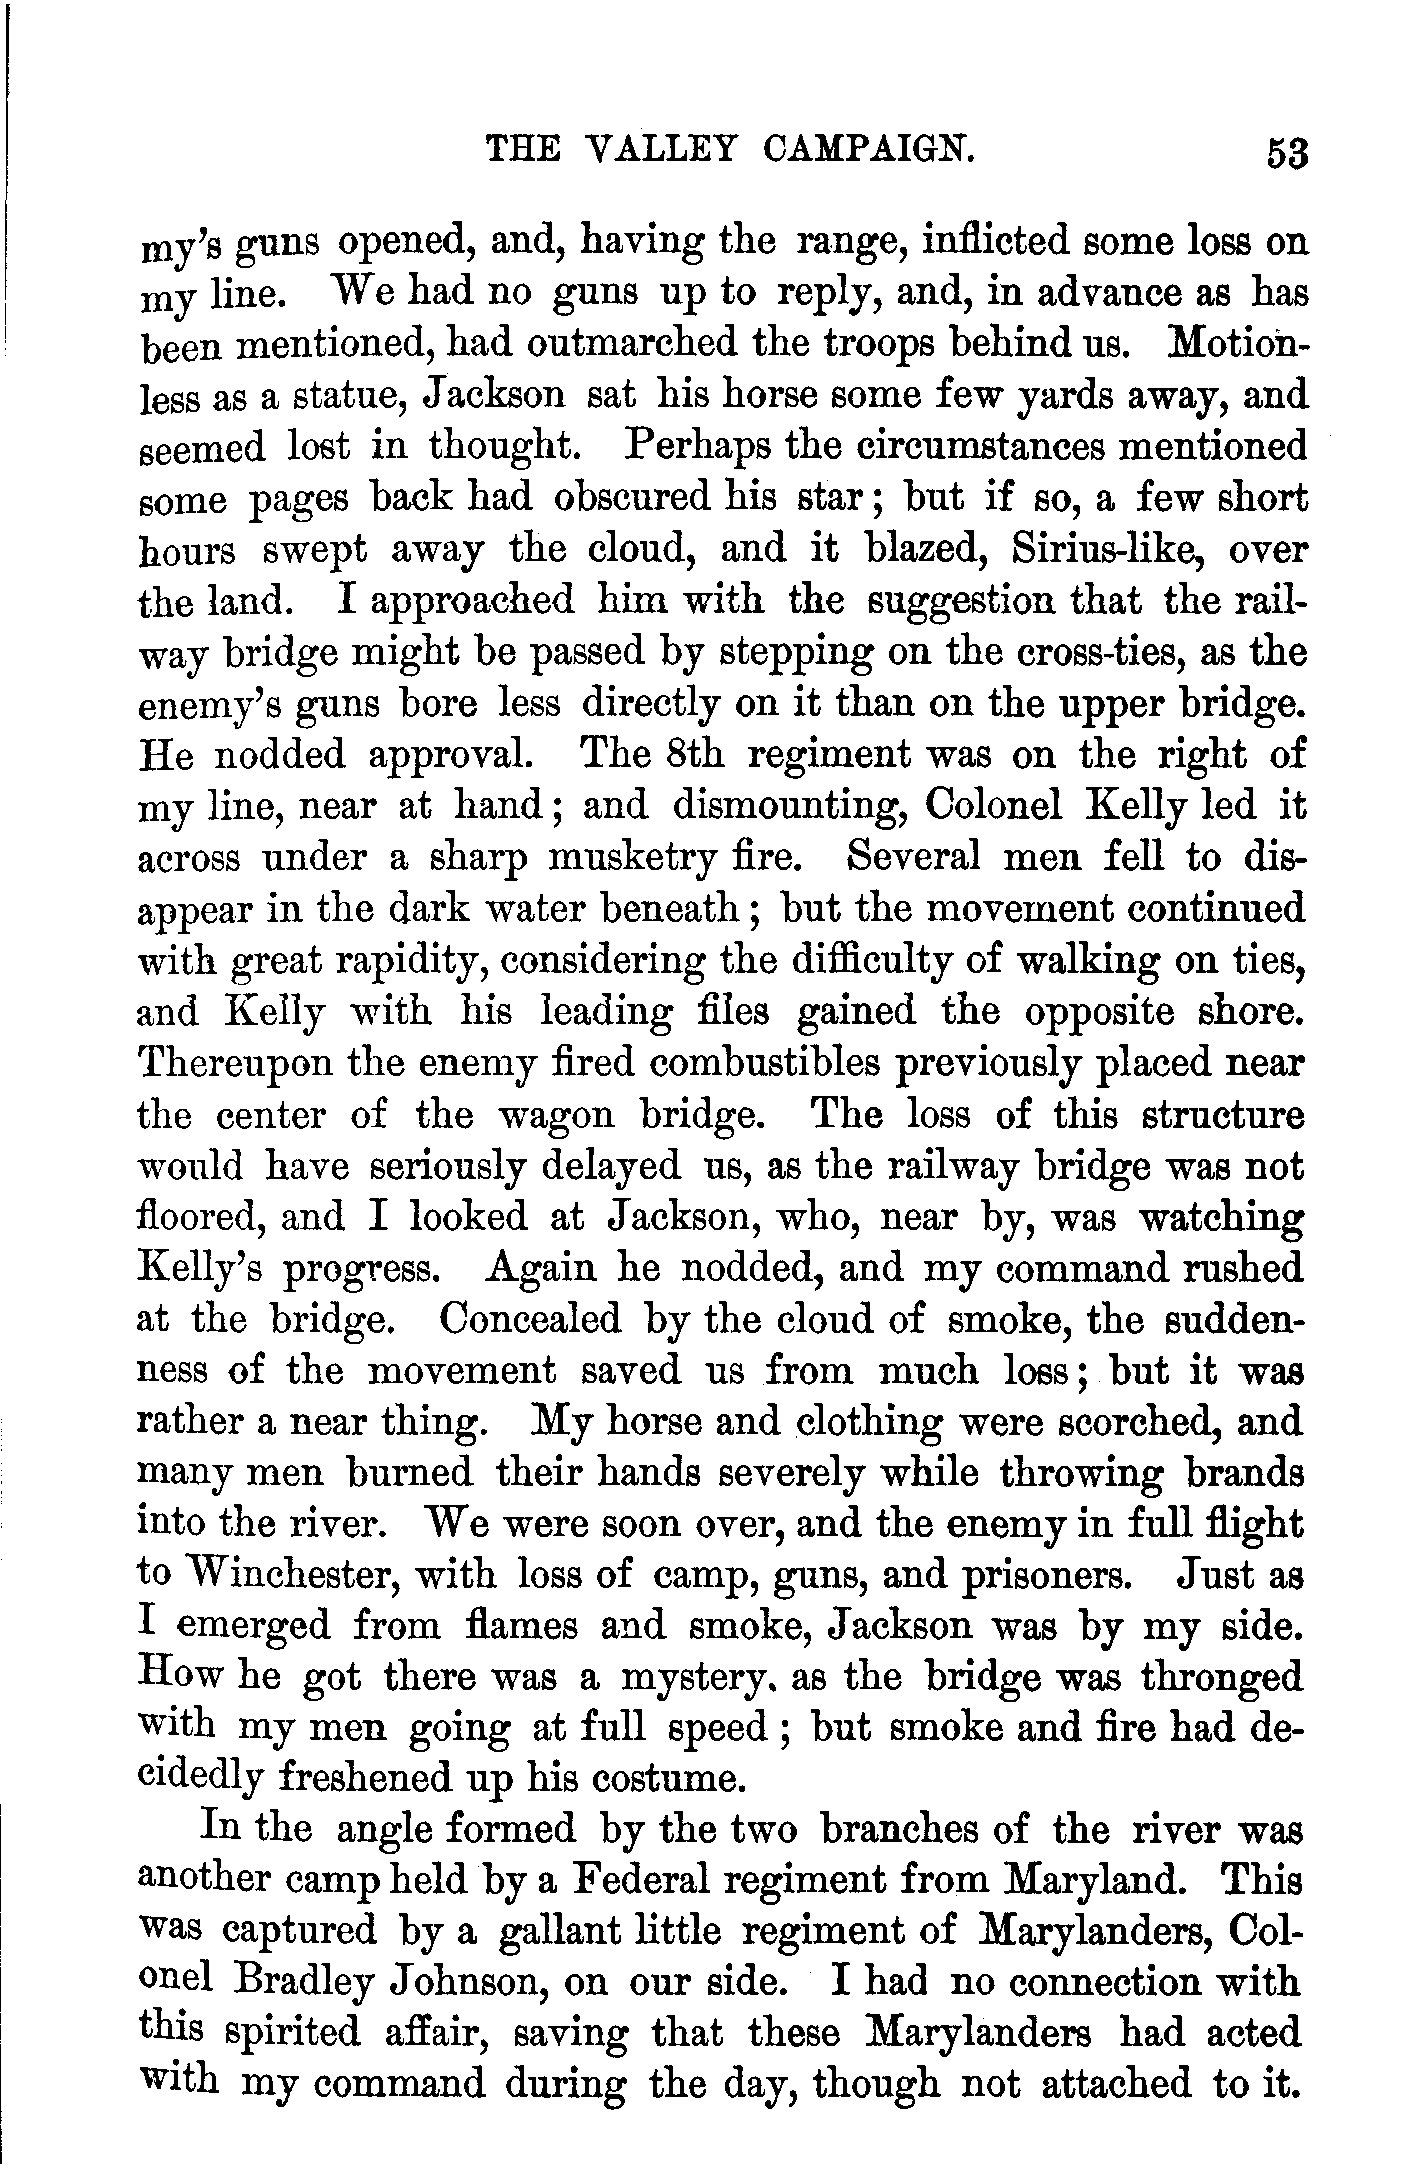 THE VALLEY CAMPAIGN. 53
my's guns opened, and, having the range, inflicted some loss on
my line. We had no guns up to reply, and, in advance as has
been mentioned, had outmarched the troops behind us. Motion-
less as a statue, Jackson sat his horse some few yards away, and
seemed lost in thought. Perhaps the circumstances mentioned
some pages back had obscured his star; but if so, a few short
hours swept away the cloud, and it blazed, Sirius-like, over
the land. I approached him with the suggestion that the rail-
way bridge might be passed by stepping on the cross-ties, as the
enemy's guns bore less directly on it than on the upper bridge.
He nodded approval. The 8th regiment was on the right of
my line, near at hand; and dismounting, Colonel Kelly led it
across under a sharp musketry fire. Several men fell to dis-
appear in the dark water beneath; but the movement continued
with great rapidity, considering the difficulty of walking on ties,
and Kelly with his leading files gained the opposite shore.
Thereupon the enemy fired combustibles previously placed near
the center of the wagon bridge. The loss of this structure
would have seriously delayed us, as the railway bridge was not
floored, and I looked at Jackson, who, near by, was watching
Kelly's progress. Again he nodded, and my command rushed
at the bridge. Concealed by the cloud of smoke, the sudden-
ness of the movement saved us from much loss; but it was
rather a near thing. My horse and clothing were scorched, and
many men burned their hands severely while throwing brands
into the river. We were soon over, and the enemy in full flight
to Winchester, with loss of camp, guns, and prisoners. Just as
I emerged from flames and smoke, Jackson was by my side.
How he got there was a mystery. as the bridge was thronged
with my men going at full speed; but smoke and fire had de-
cidedly freshened up his costume.
In the angle formed by the two branches of the river was
another camp held by a Federal regiment from Maryland. This
was captured by a gallant little regiment of Marylanders, Col-
onel Bradley Johnson, on our side. I had no connection with
this spirited affair, saving that these Marylanders had acted
with my command during the day, though not attached to it.